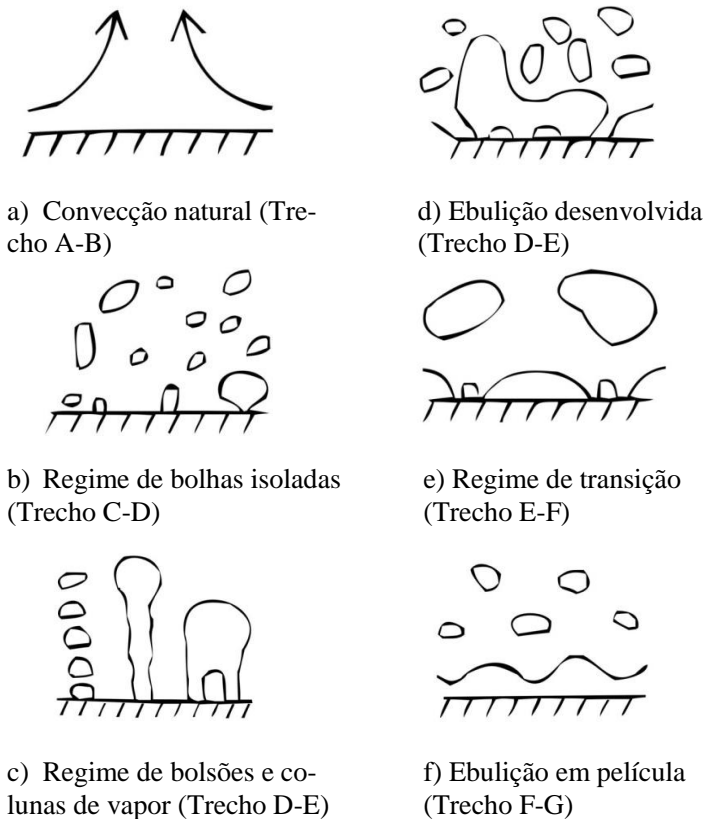 a) Convecção natural (Tre-
cho A-B)
b) Regime de bolhas isoladas
(Trecho C-D)
c) Regime de bolsões e co-
lunas de vapor (Trecho D-E)
d) Ebulição desenvolvida
(Trecho D-E)
e) Regime de transição
(Trecho E-F)
f) Ebulição em película
(Trecho F-G)